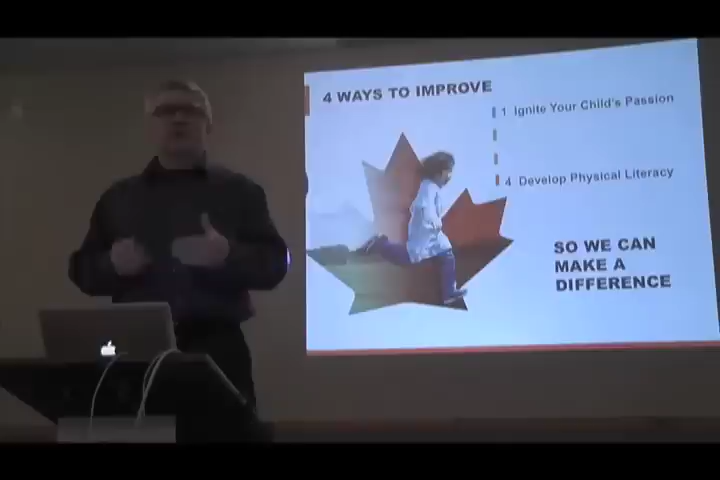 4 WAYS TO IMPROVE
1 Ignite Your Child's Passion
4 Develop Physical Literacy
SO WE CAN
MAKE A
DIFFERENCE